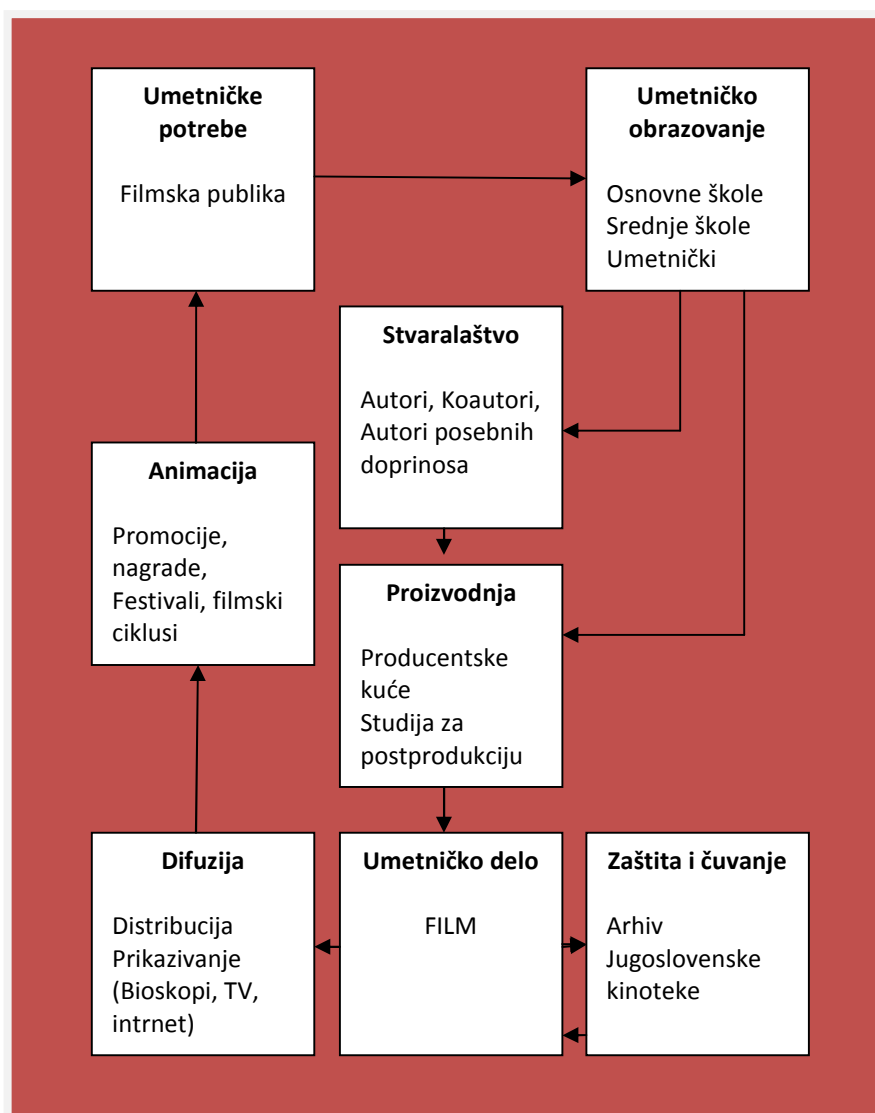 Umetničke
potrebe
Filmska publika
Umetničko
obrazovanje
Osnovne škole
Srednje škole
Umetnički
Stvaralaštvo
Autori, Koautori,
Autori posebnih
doprinosa
Animacija
Promocije,
nagrade,
Festivali, filmski
ciklusi
Proizvodnja
Producentske
kuće
Studija za
postprodukciju
Difuzija
Distribucija
Prikazivanje
(Bioskopi, TV,
intrnet)
Umetničko delo
FILM
Zaštita i čuvanje
Arhiv
Jugoslovenske
kinoteke